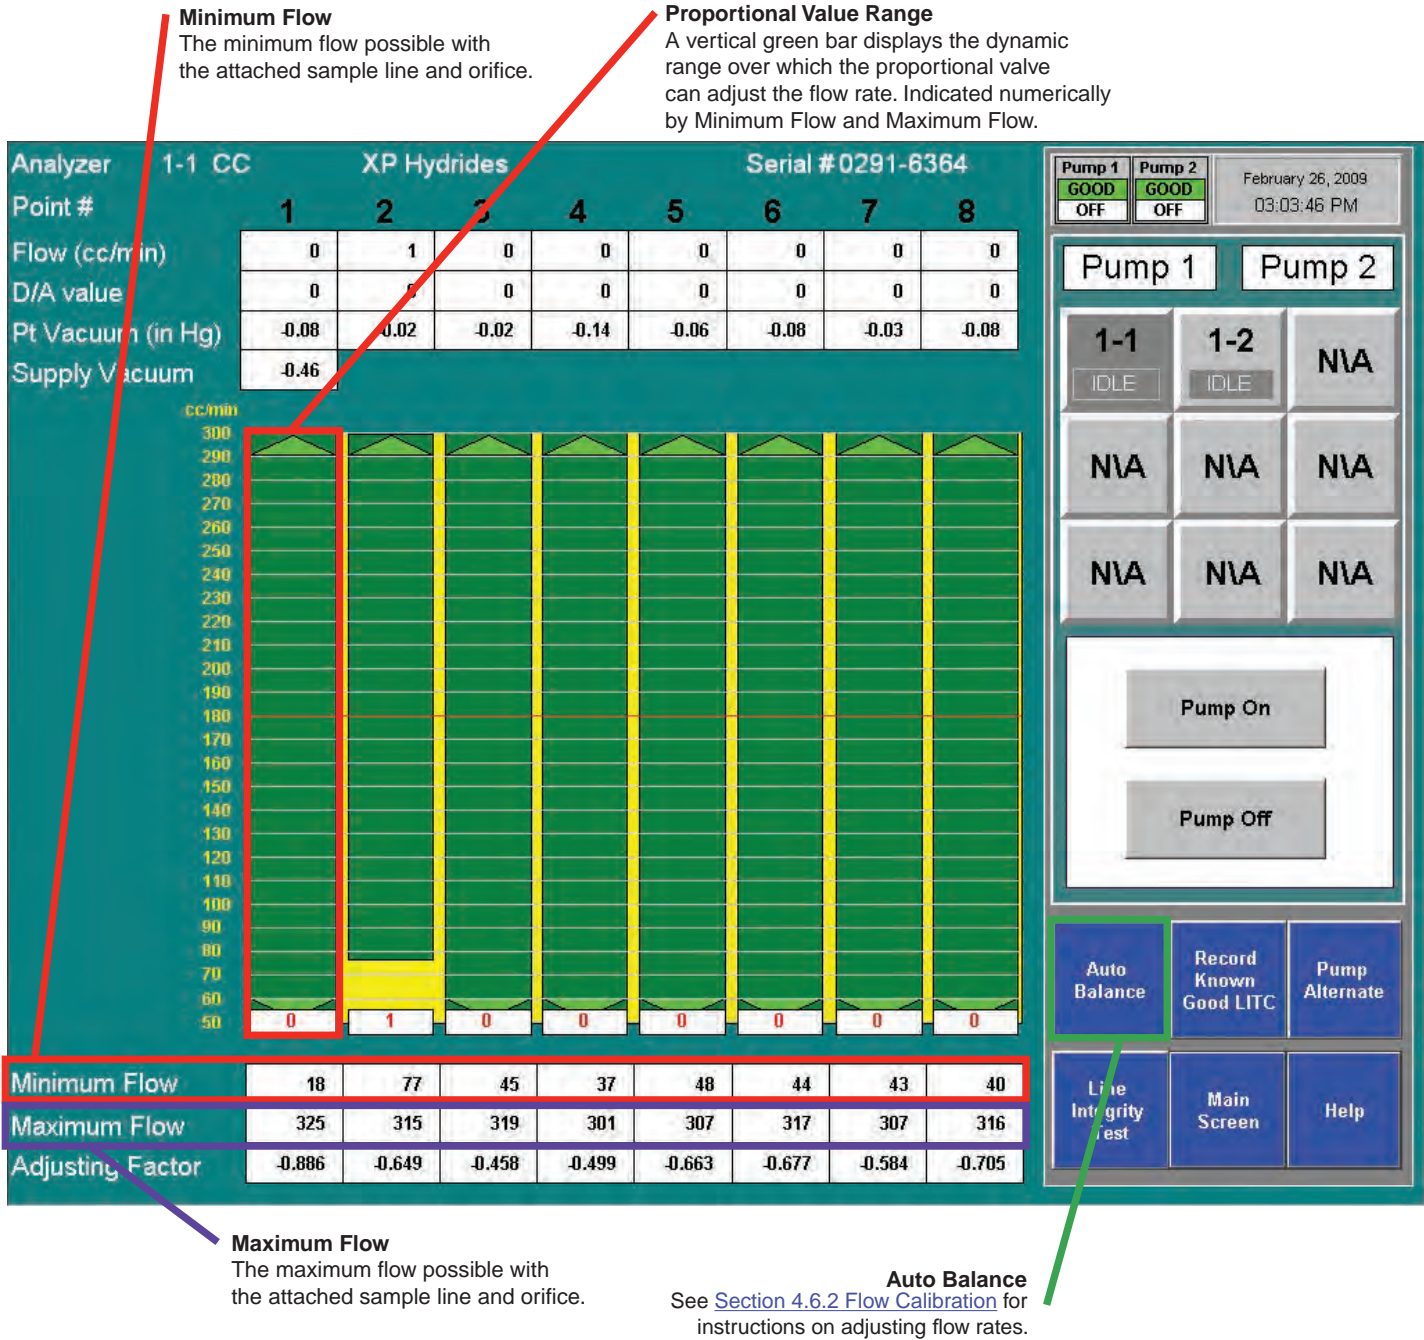 Minimum Flow
The minimum flow possible with
the attached sample line and orifice.
Proportional Value Range
A vertical green bar displays the dynamic
range over which the proportional valve
can adjust the flow rate. Indicated numerically
by Minimum Flow and Maximum Flow.
Analyzer 1-1 CC XP Hydrides Serial # 0291-6364
Point # 1 2 3 4 5 6 7 8
Flow (cc/min) 0 1 0 0 0 0 0 0
D/A value 0 0 0 0 0 0 0
Pt Vacuum (in Hg) -0.08 -0.02 -0.02 -0.14 -0.06 -0.08 -0.03 -0.08
Supply Vacuum -0.46
cc/min
300
290
280
270
260
250
240
230
220
210
200
190
180
170
160
150
140
130
120
110
100
90
80
70
60
50 0 1 0 0 0 0 0 0
Minimum Flow 18 77 45 37 48 44 43 40
Maximum Flow 325 315 319 301 307 317 307 316
Adjusting Factor -0.886 -0.649 -0.458 -0.499 -0.663 -0.677 -0.584 -0.705
Pump 1 Pump 2
GOOD GOOD
OFF OFF
February 26, 2009
03:03:46 PM
Pump 1 Pump 2
1-1 1-2 N\A
IDLE IDLE
N\A N\A N\A
N\A N\A N\A
Pump On
Pump Off
Auto
Balance
Record
Known
Good LITC
Pump
Alternate
Line
Integrity
Test
Main
Screen
Help
Maximum Flow
The maximum flow possible with
the attached sample line and orifice.
Auto Balance
See Section 4.6.2 Flow Calibration for
instructions on adjusting flow rates.